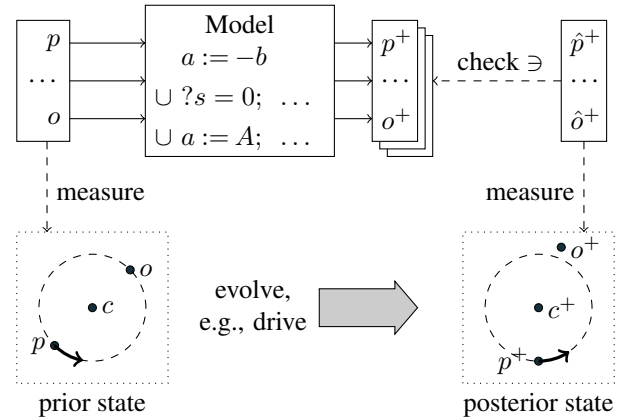 p
...
o
Model
a := −b
∪ ?s = 0; ...
∪ a := A; ...
p⁺
...
o⁺
check ∋
p̂⁺
...
ô⁺
measure
measure
o
c
p
prior state
evolve,
e.g., drive
o⁺
c⁺
p⁺
posterior state